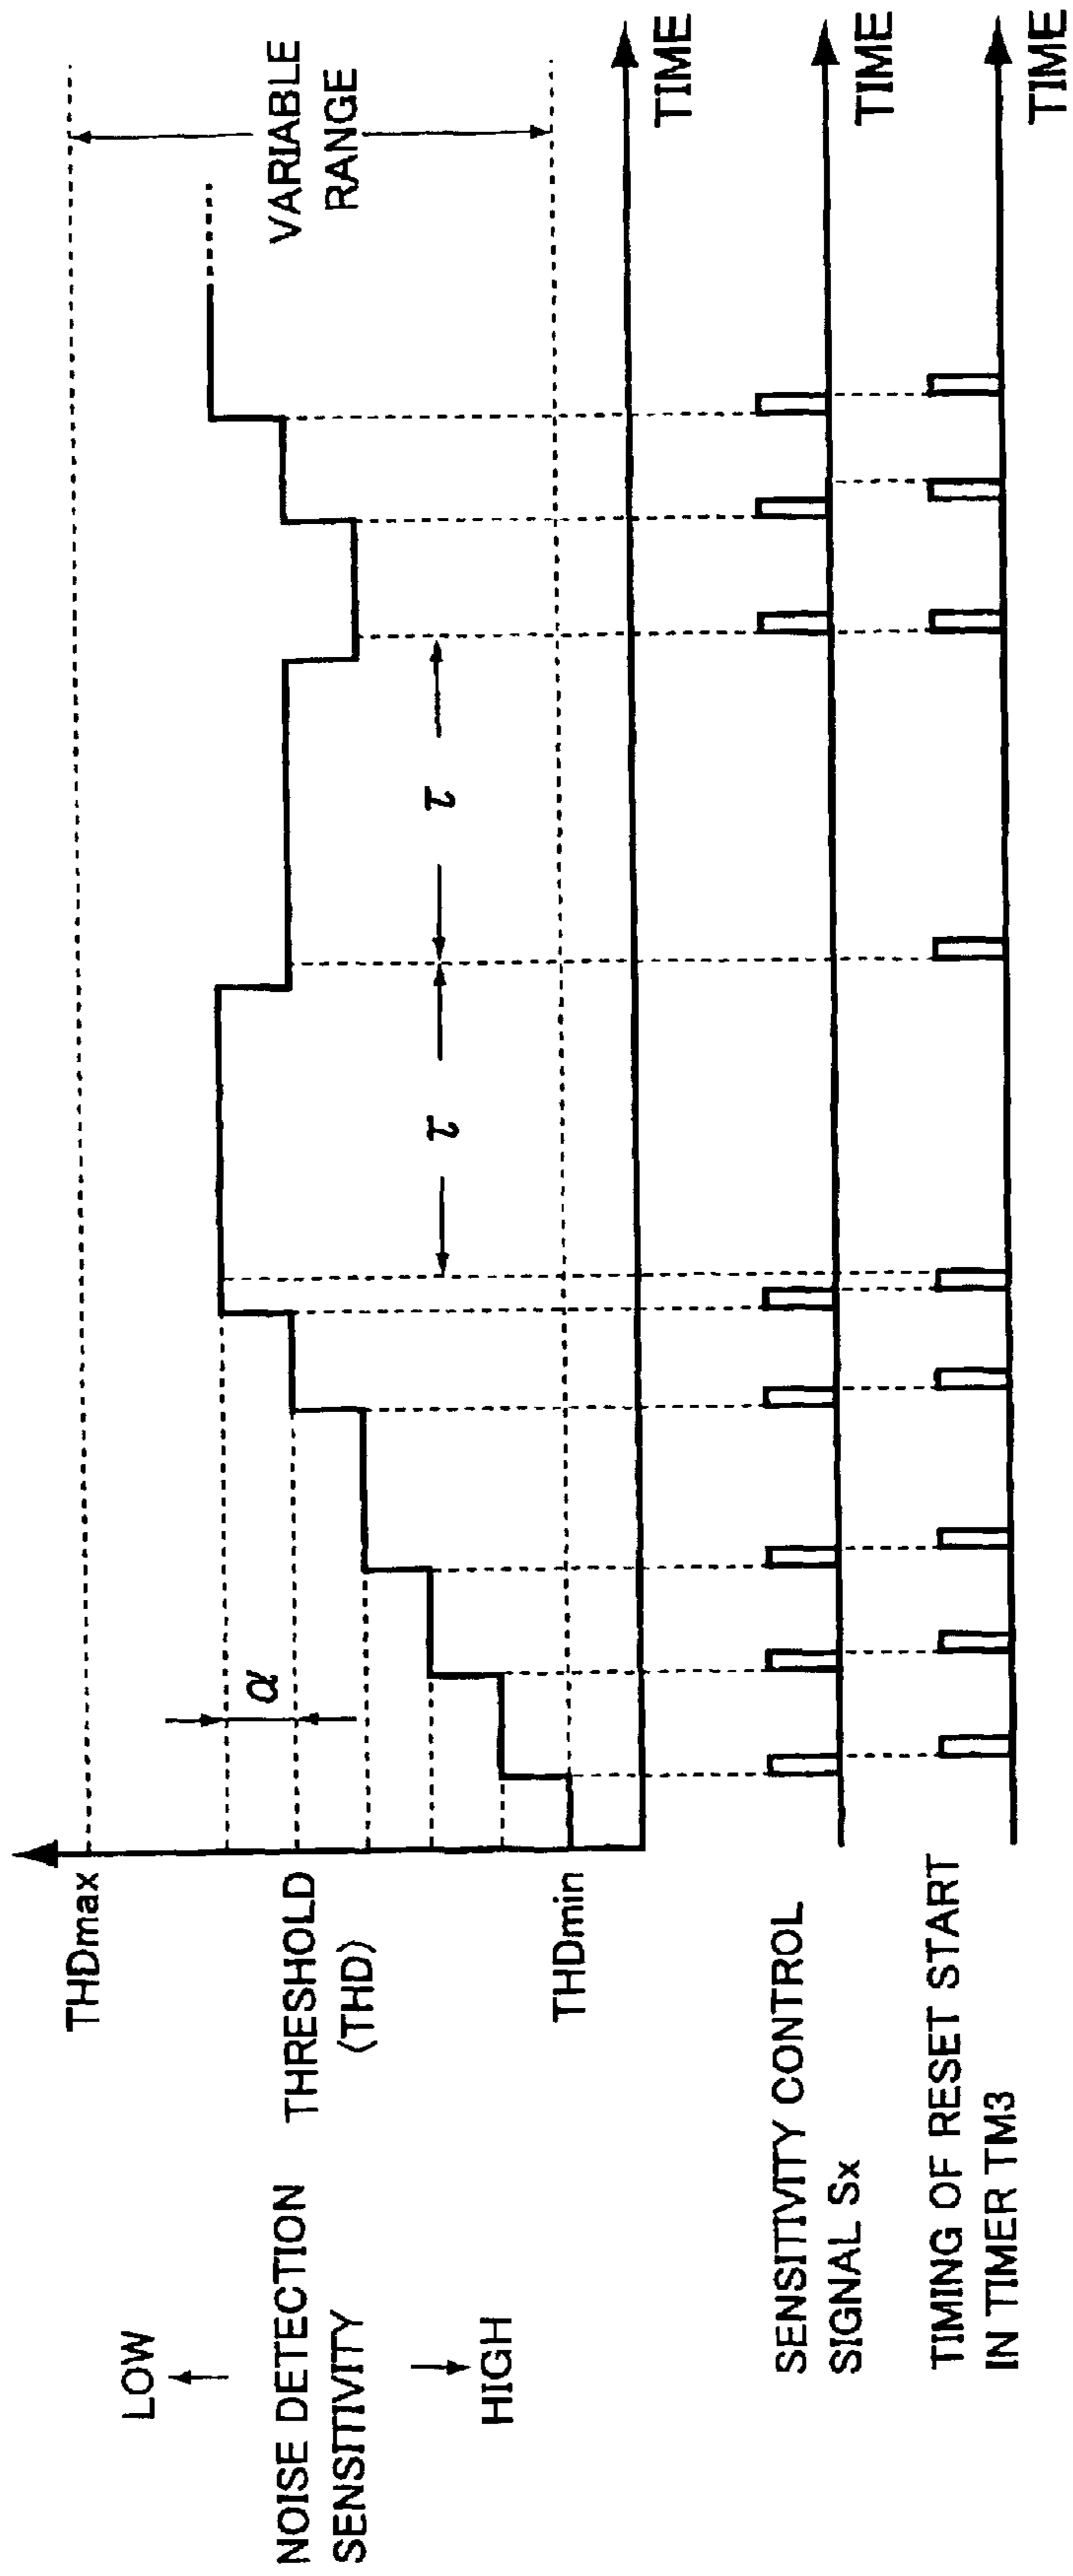 LOW
NOISE DETECTION
SENSITIVITY
HIGH
THDmax
THRESHOLD
(THD)
THDmin
α
τ
τ
VARIABLE
RANGE
TIME
SENSITIVITY CONTROL
SIGNAL Sx
TIME
TIMING OF RESET START
IN TIMER TM3
TIME